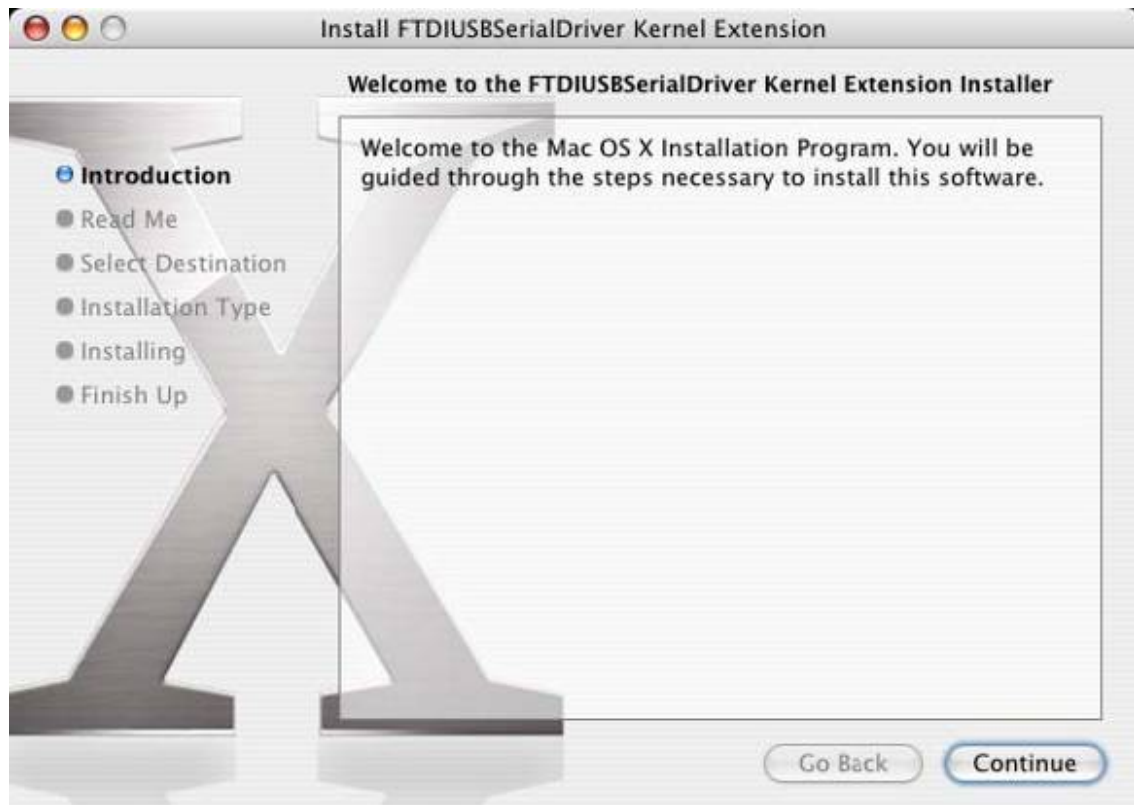 Install FTDIUSBSerialDriver Kernel Extension
Welcome to the FTDIUSBSerialDriver Kernel Extension Installer
Introduction
Read Me
Select Destination
Installation Type
Installing
Finish Up
Welcome to the Mac OS X Installation Program. You will be
guided through the steps necessary to install this software.
Go Back
Continue